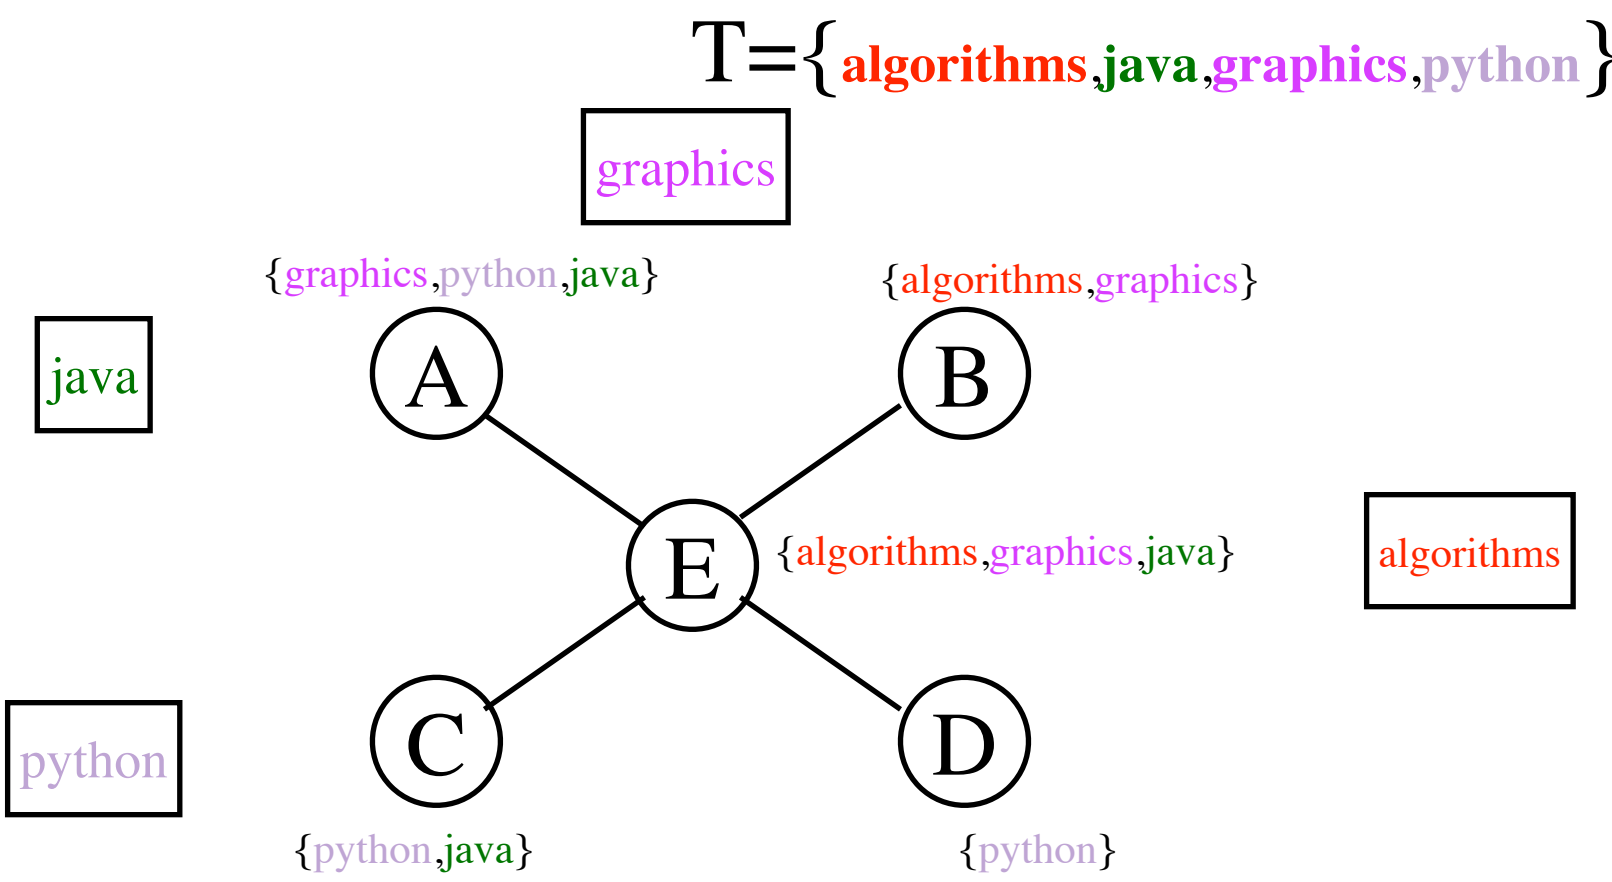 T={algorithms,java,graphics,python}
graphics
{graphics,python,java}
{algorithms,graphics}
java
A
B
E
{algorithms,graphics,java}
algorithms
python
C
D
{python,java}
{python}